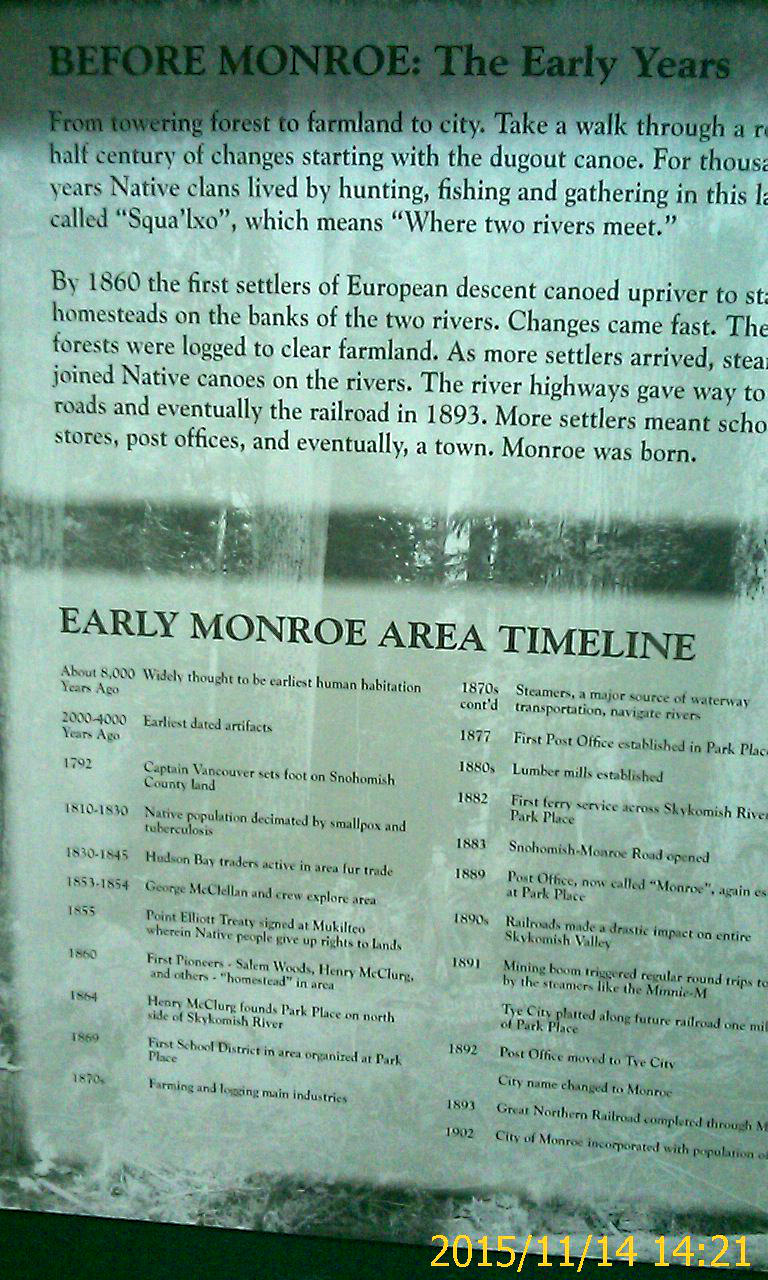 BEFORE MONROE: The Early Years
From towering forest to farmland to city. Take a walk through a
half century of changes starting with the dugout canoe. For
years Native clans lived by hunting, fishing and gathering in this
called “Squa’lxo”, which means “Where two rivers meet.”
By 1860 the first settlers of European descent canoed upriver to
homesteads on the banks of the two rivers. Changes came fast. The
forests were logged to clear farmland. As more settlers arrived,
joined Native canoes on the rivers. The river highways gave way to
roads and eventually the railroad in 1893. More settlers meant
stores, post offices, and eventually, a town. Monroe was born.
EARLY MONROE AREA TIMELINE
About 8,000 Widely thought to be earliest human habitation
Years Ago
2000-4000 Earliest dated artifacts
Years Ago
1792 Captain Vancouver sets foot on Snohomish
County land
1810-1830 Native population decimated by smallpox and
tuberculosis
1830-1845 Hudson Bay traders active in area fur trade
1853-1854 George McClellan and crew explore area
1855 Point Elliott Treaty signed at Mukilteo
wherein Native people give up rights to lands
1860 First Pioneers - Salem Woods, Henry McClurg,
and others - “homestead” in area
1864 Henry McClurg founds Park Place on north
side of Skykomish River
1869 First School District in area organized at Park
Place
1870s Farming and logging main industries
1870s Steamers, a major source of waterway
cont’d transportation, navigate rivers
1877 First Post Office established in Park Place
1880s Lumber mills established
1882 First ferry service across Skykomish River
Park Place
1883 Snohomish-Monroe Road opened
1889 Post Office, now called “Monroe”, again
at Park Place
1890s Railroads made a drastic impact on entire
Skykomish Valley
1891 Mining boom triggered regular round trips to
by the steamers like the Minnie-M
Tye City platted along future railroad one
of Park Place
1892 Post Office moved to Tye City
City name changed to Monroe
1893 Great Northern Railroad completed through
1902 City of Monroe incorporated with population
2015/11/14 14:21